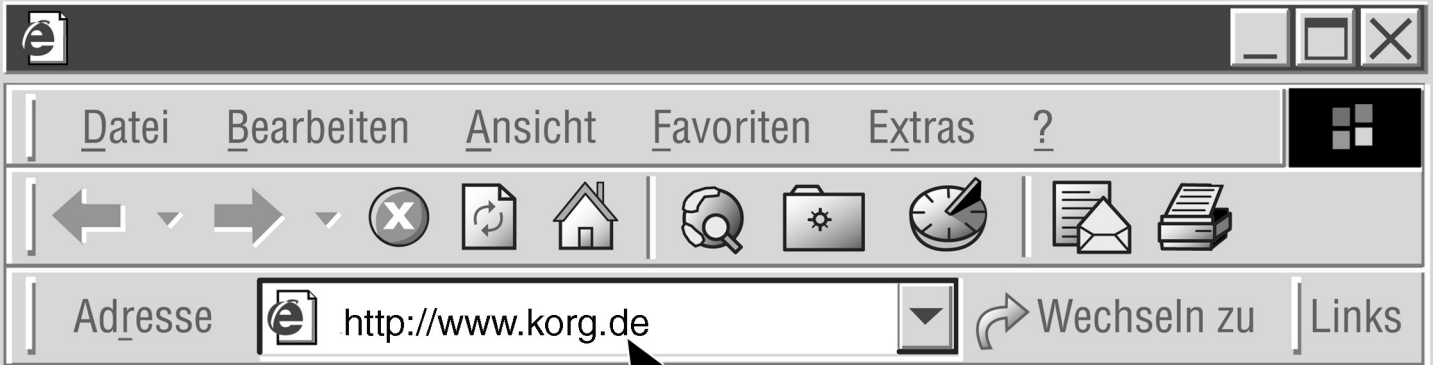 Datei Bearbeiten Ansicht Favoriten Extras ?
Adresse http://www.korg.de Wechseln zu Links